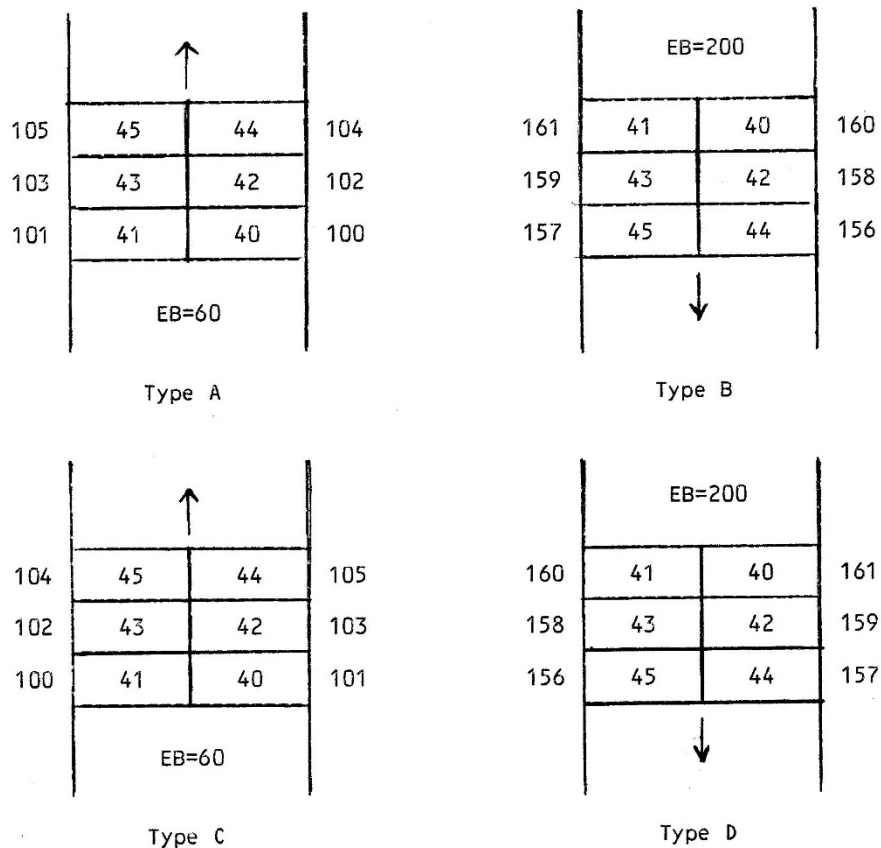 EB=200
105 45 44 104 161 41 40 160
103 43 42 102 159 43 42 158
101 41 40 100 157 45 44 156
EB=60
Type A Type B
EB=200
104 45 44 105 160 41 40 161
102 43 42 103 158 43 42 159
100 41 40 101 156 45 44 157
EB=60
Type C Type D